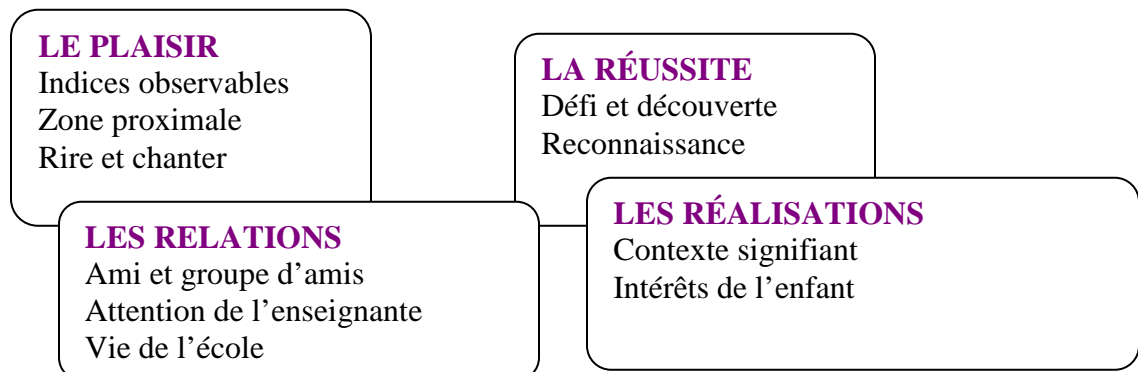 LE PLAISIR
Indices observables
Zone proximale
Rire et chanter
LA RÉUSSITE
Défi et découverte
Reconnaissance
LES RELATIONS
Ami et groupe d'amis
Attention de l'enseignante
Vie de l'école
LES RÉALISATIONS
Contexte signifiant
Intérêts de l'enfant